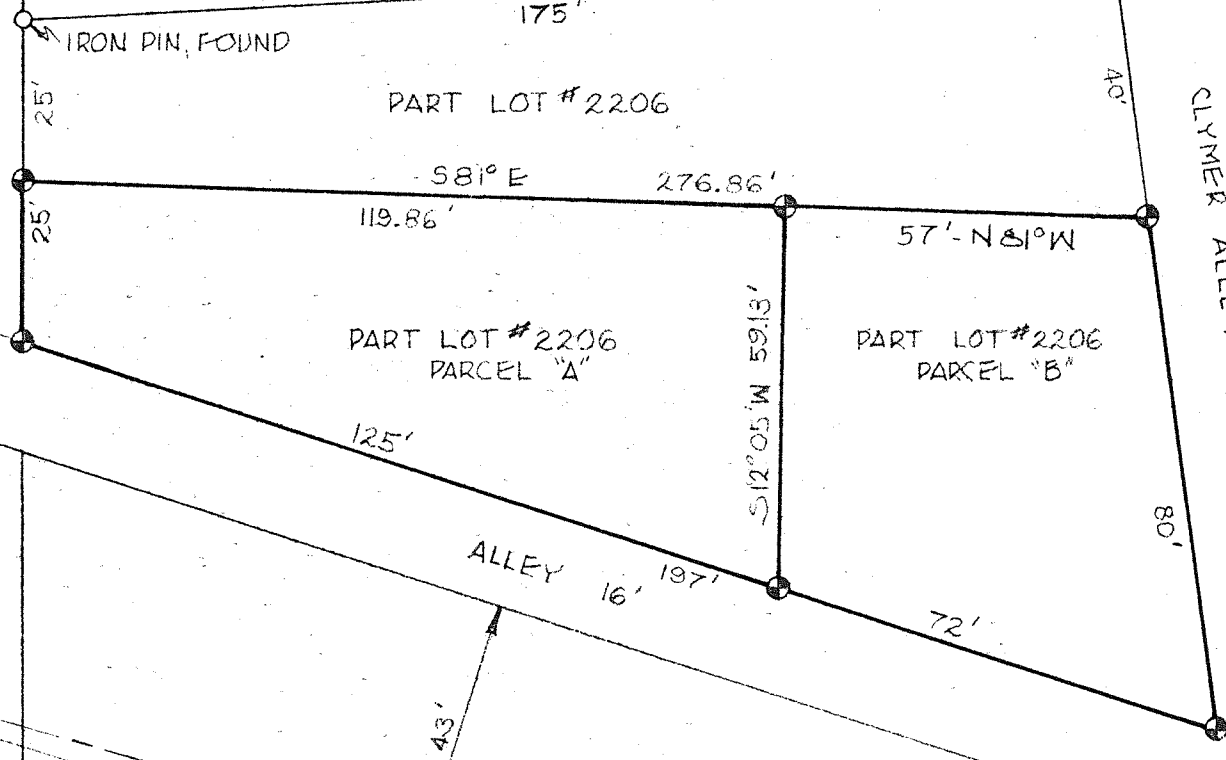 175'
IRON PIN, FOUND
25'
40'
PART LOT #2206
CLYMER ALLE
S81°E 276.86'
25'
119.86'
57'-N81°W
S12°05'W 59.13'
PART LOT #2206
PARCEL "A"
PART LOT #2206
PARCEL "B"
125'
80'
ALLEY 16'
197'
72'
43'